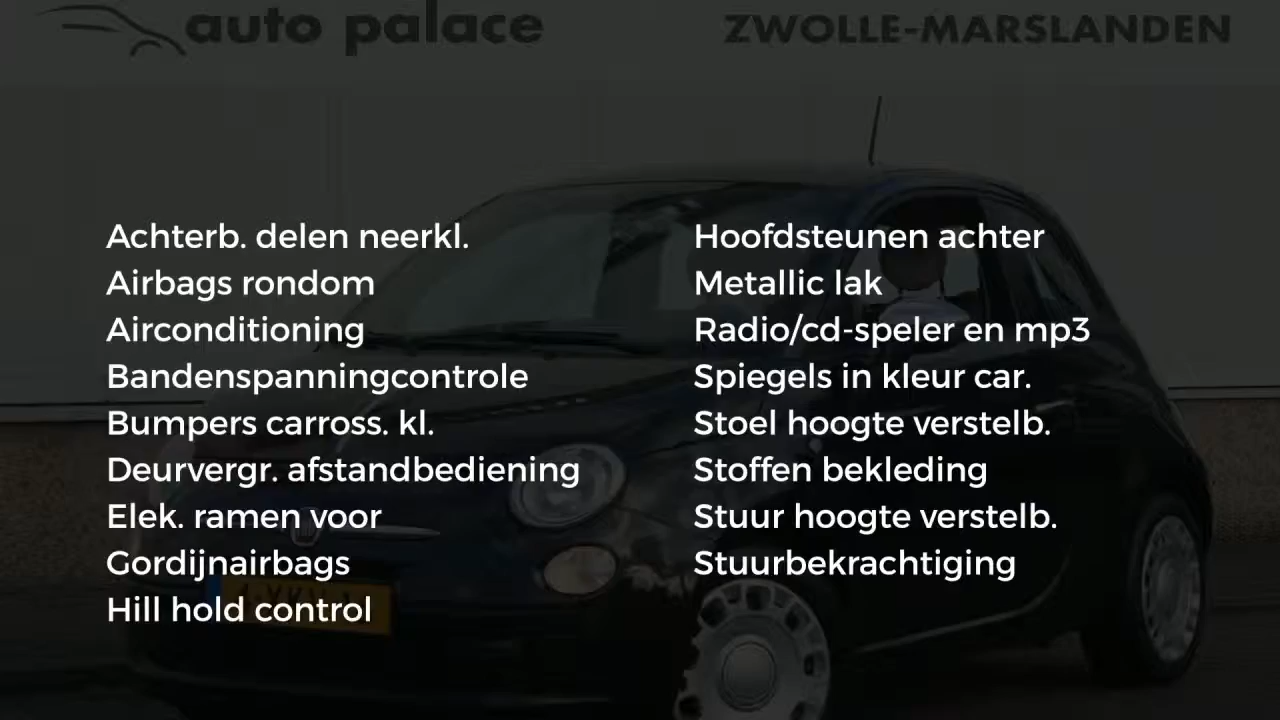 auto palace
ZWOLLE-MARSLANDEN
Achterb. delen neerkl.
Airbags rondom
Airconditioning
Bandenspanningcontrole
Bumpers carross. kl.
Deurvergr. afstandbediening
Elek. ramen voor
Gordijnairbags
Hill hold control
Hoofdsteunen achter
Metallic lak
Radio/cd-speler en mp3
Spiegels in kleur car.
Stoel hoogte verstelb.
Stoffen bekleding
Stuur hoogte verstelb.
Stuurbekrachtiging